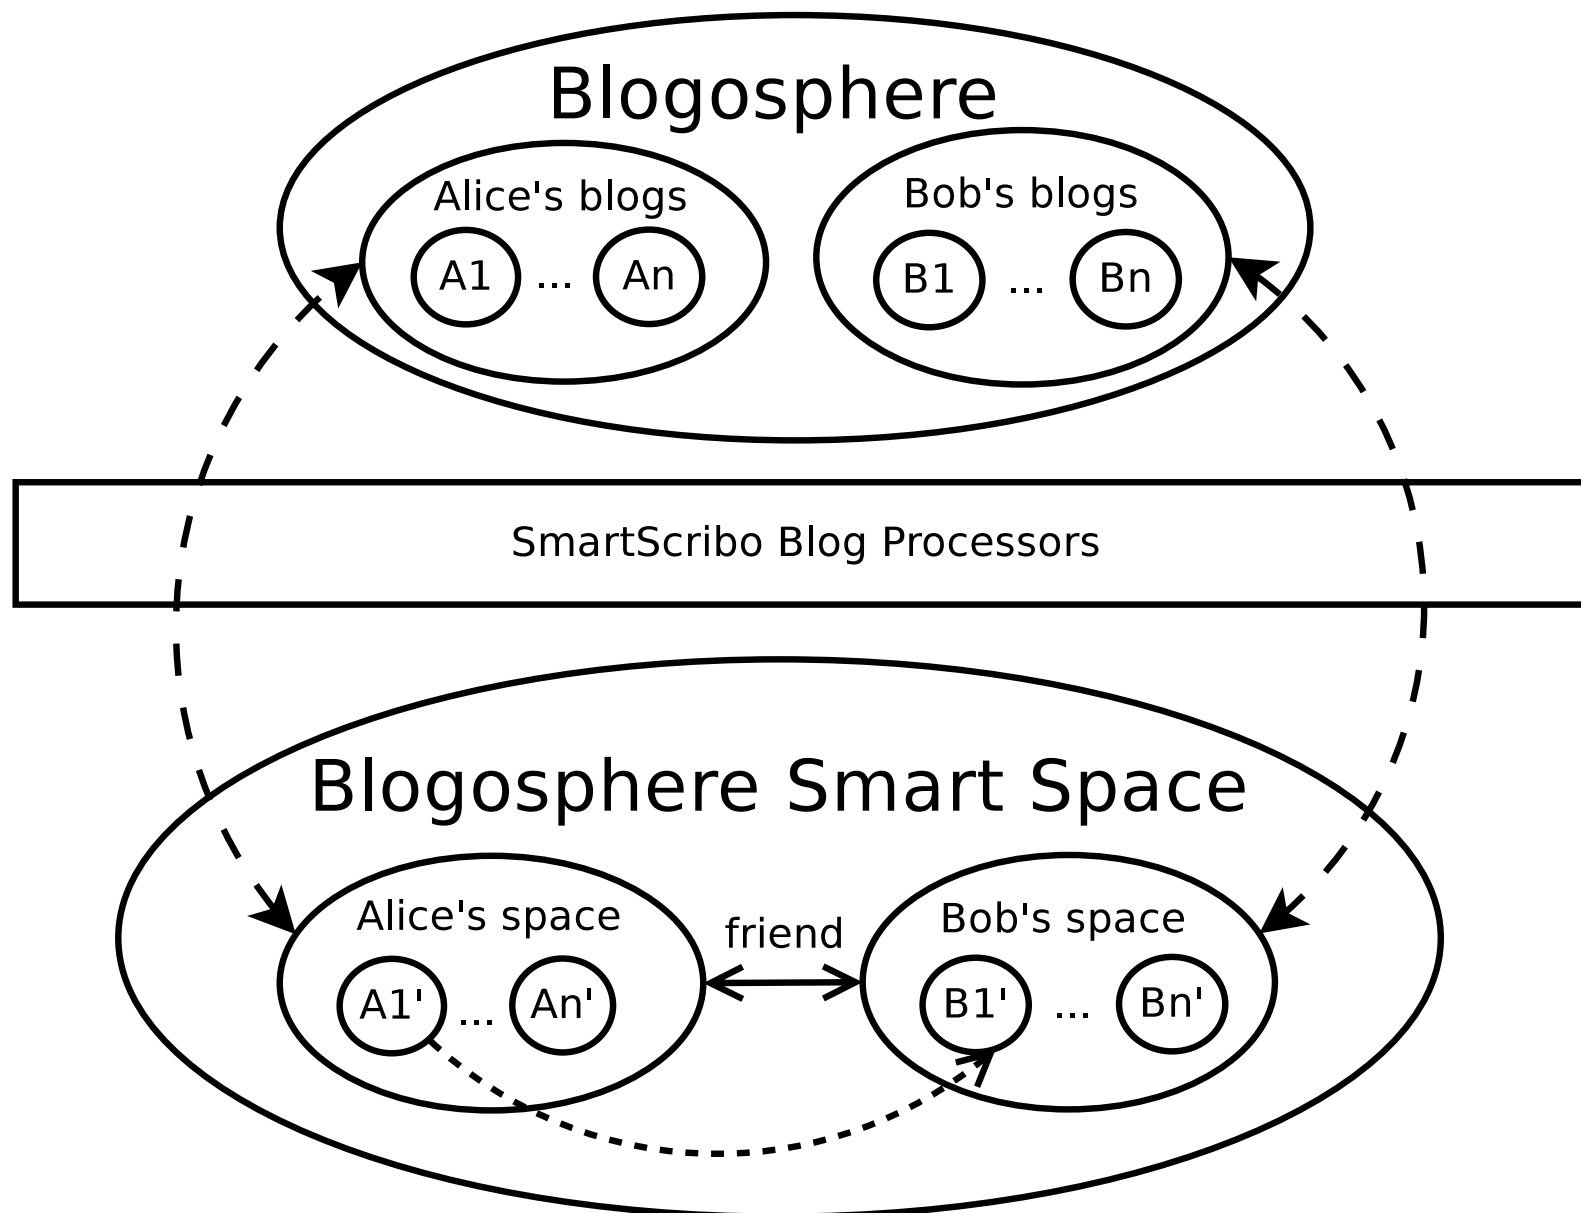 Blogosphere
Alice's blogs
Bob's blogs
A1 ... An
B1 ... Bn
SmartScribo Blog Processors
Blogosphere Smart Space
Alice's space
friend
Bob's space
A1' ... An'
B1' ... Bn'